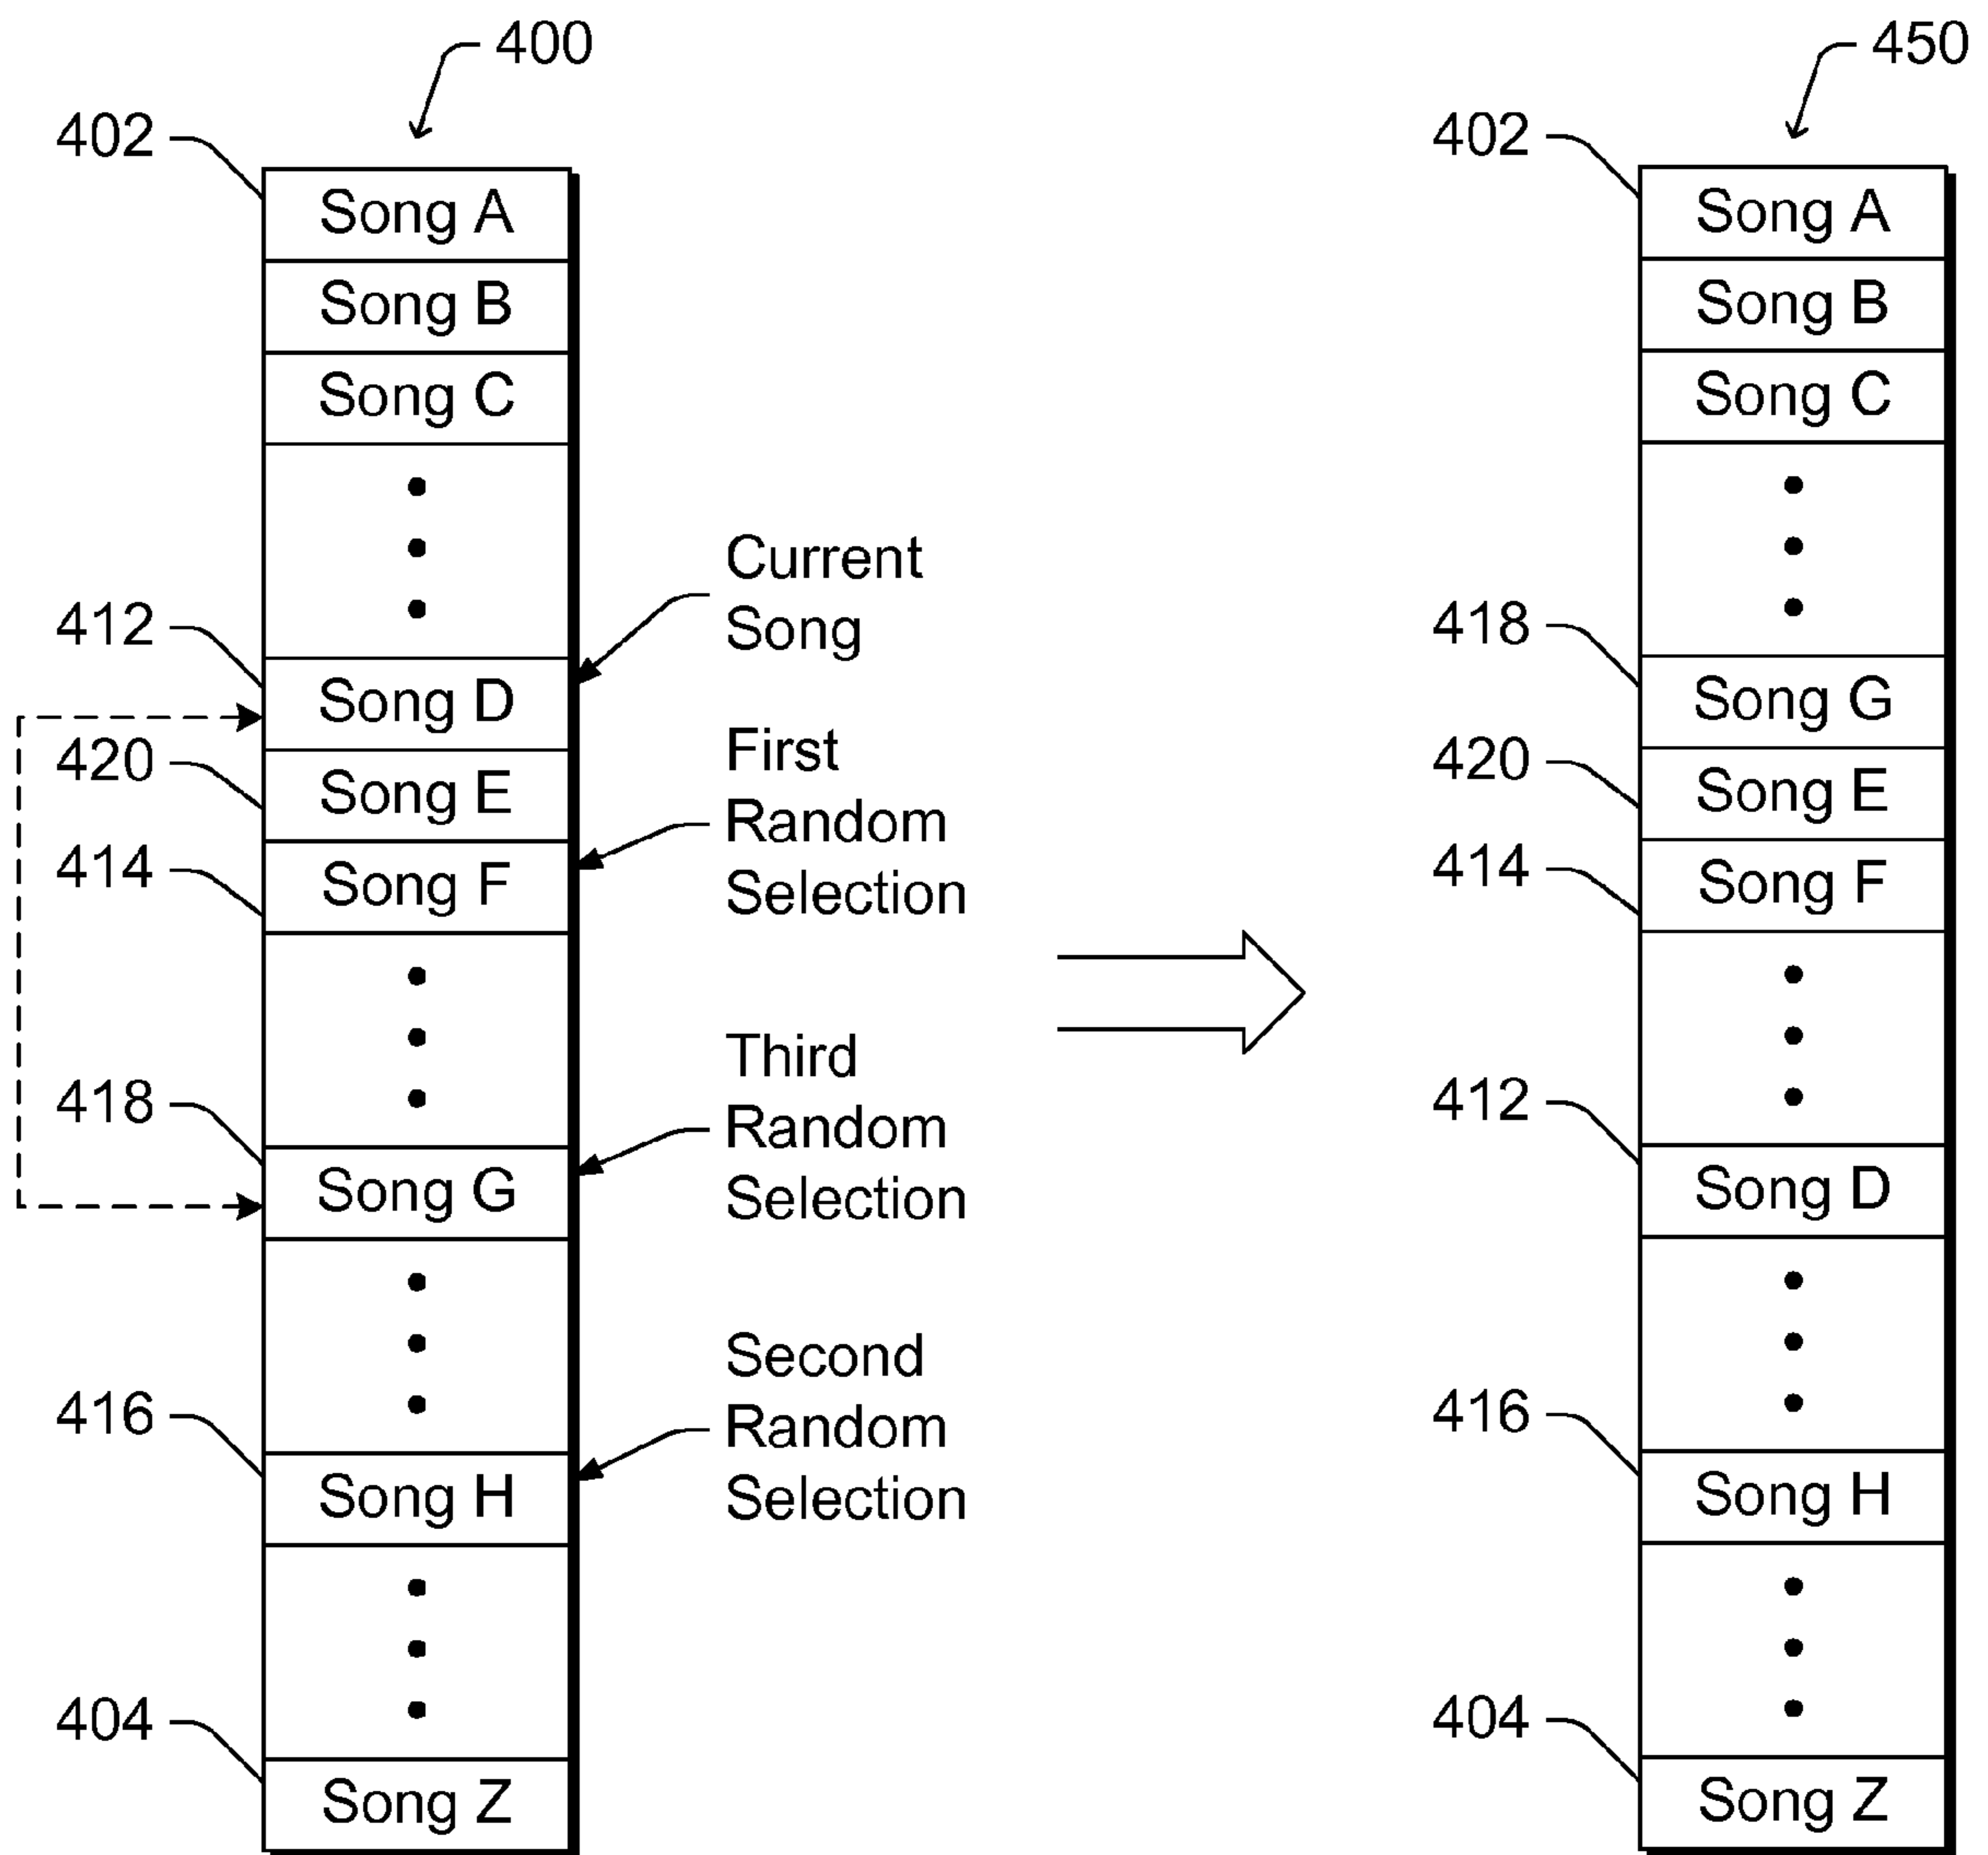 400
402
Song A
Song B
Song C
Current
Song
412
Song D
First
Random
Selection
420
Song E
414
Song F
Third
Random
Selection
418
Song G
Second
Random
Selection
416
Song H
404
Song Z
450
402
Song A
Song B
Song C
418
Song G
420
Song E
414
Song F
412
Song D
416
Song H
404
Song Z